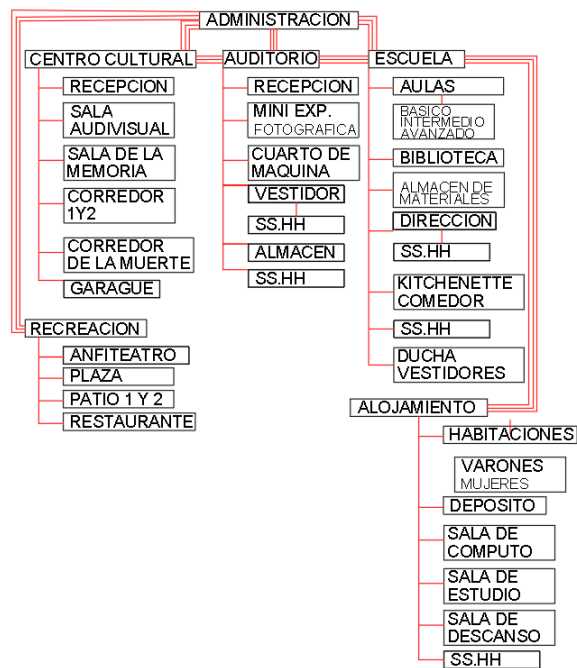 ADMINISTRACION
CENTRO CULTURAL
RECEPCION
SALA
AUDIVISUAL
SALA DE LA
MEMORIA
CORREDOR
1Y2
CORREDOR
DE LA MUERTE
GARAGUE
RECREACION
ANFITEATRO
PLAZA
PATIO 1 Y 2
RESTAURANTE
AUDITORIO
RECEPCION
MINI EXP.
FOTOGRAFICA
CUARTO DE
MAQUINA
VESTIDOR
SS.HH
ALMACEN
SS.HH
ESCUELA
AULAS
BASICO
INTERMEDIO
AVANZADO
BIBLIOTECA
ALMACEN DE
MATERIALES
DIRECCION
SS.HH
KITCHENETTE
COMEDOR
SS.HH
DUCHA
VESTIDORES
ALOJAMIENTO
HABITACIONES
VARONES
MUJERES
DEPOSITO
SALA DE
COMPUTO
SALA DE
ESTUDIO
SALA DE
DESCANSO
SS.HH